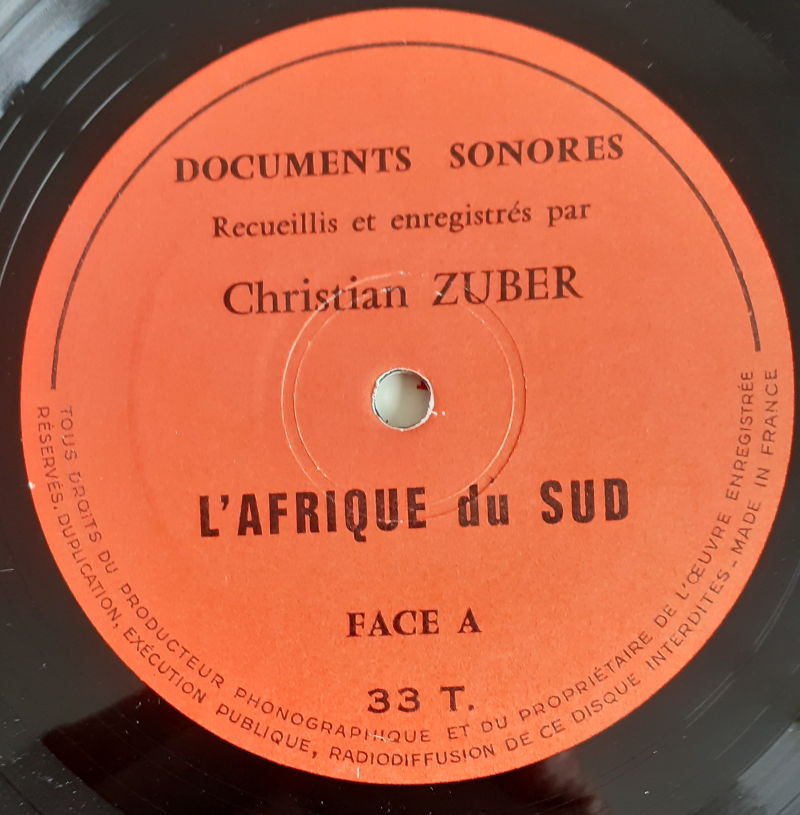 DOCUMENTS SONORES
Recueillis et enregistrés par
Christian ZUBER
L'AFRIQUE du SUD
FACE A
33 T.
TOUS DROITS DU PRODUCTEUR PHONOGRAPHIQUE ET DU PROPRIÉTAIRE DE L'ŒUVRE ENREGISTRÉE
RÉSERVÉS. DUPLICATION, EXÉCUTION PUBLIQUE, RADIODIFFUSION DE CE DISQUE INTERDITES - MADE IN FRANCE